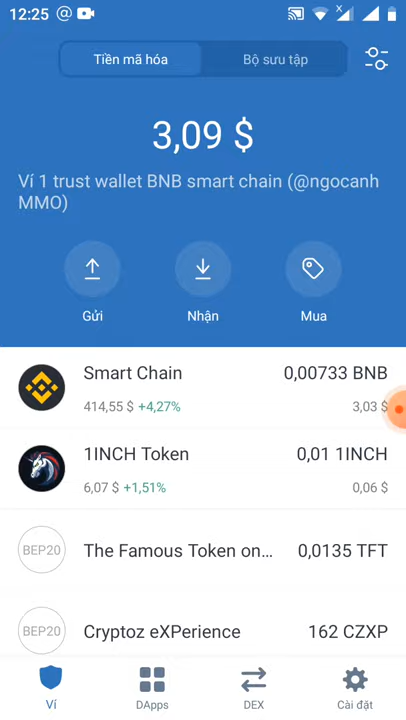 12:25
Tiền mã hóa
Bộ sưu tập
3,09 $
Ví 1 trust wallet BNB smart chain (@ngocanh
MMO)
Gửi
Nhận
Mua
Smart Chain
0,00733 BNB
414,55 $ +4,27%
3,03 $
1INCH Token
0,01 1INCH
6,07 $ +1,51%
0,06 $
BEP20
The Famous Token on...
0,0135 TFT
BEP20
Cryptoz eXPerience
162 CZXP
Ví
DApps
DEX
Cài đặt